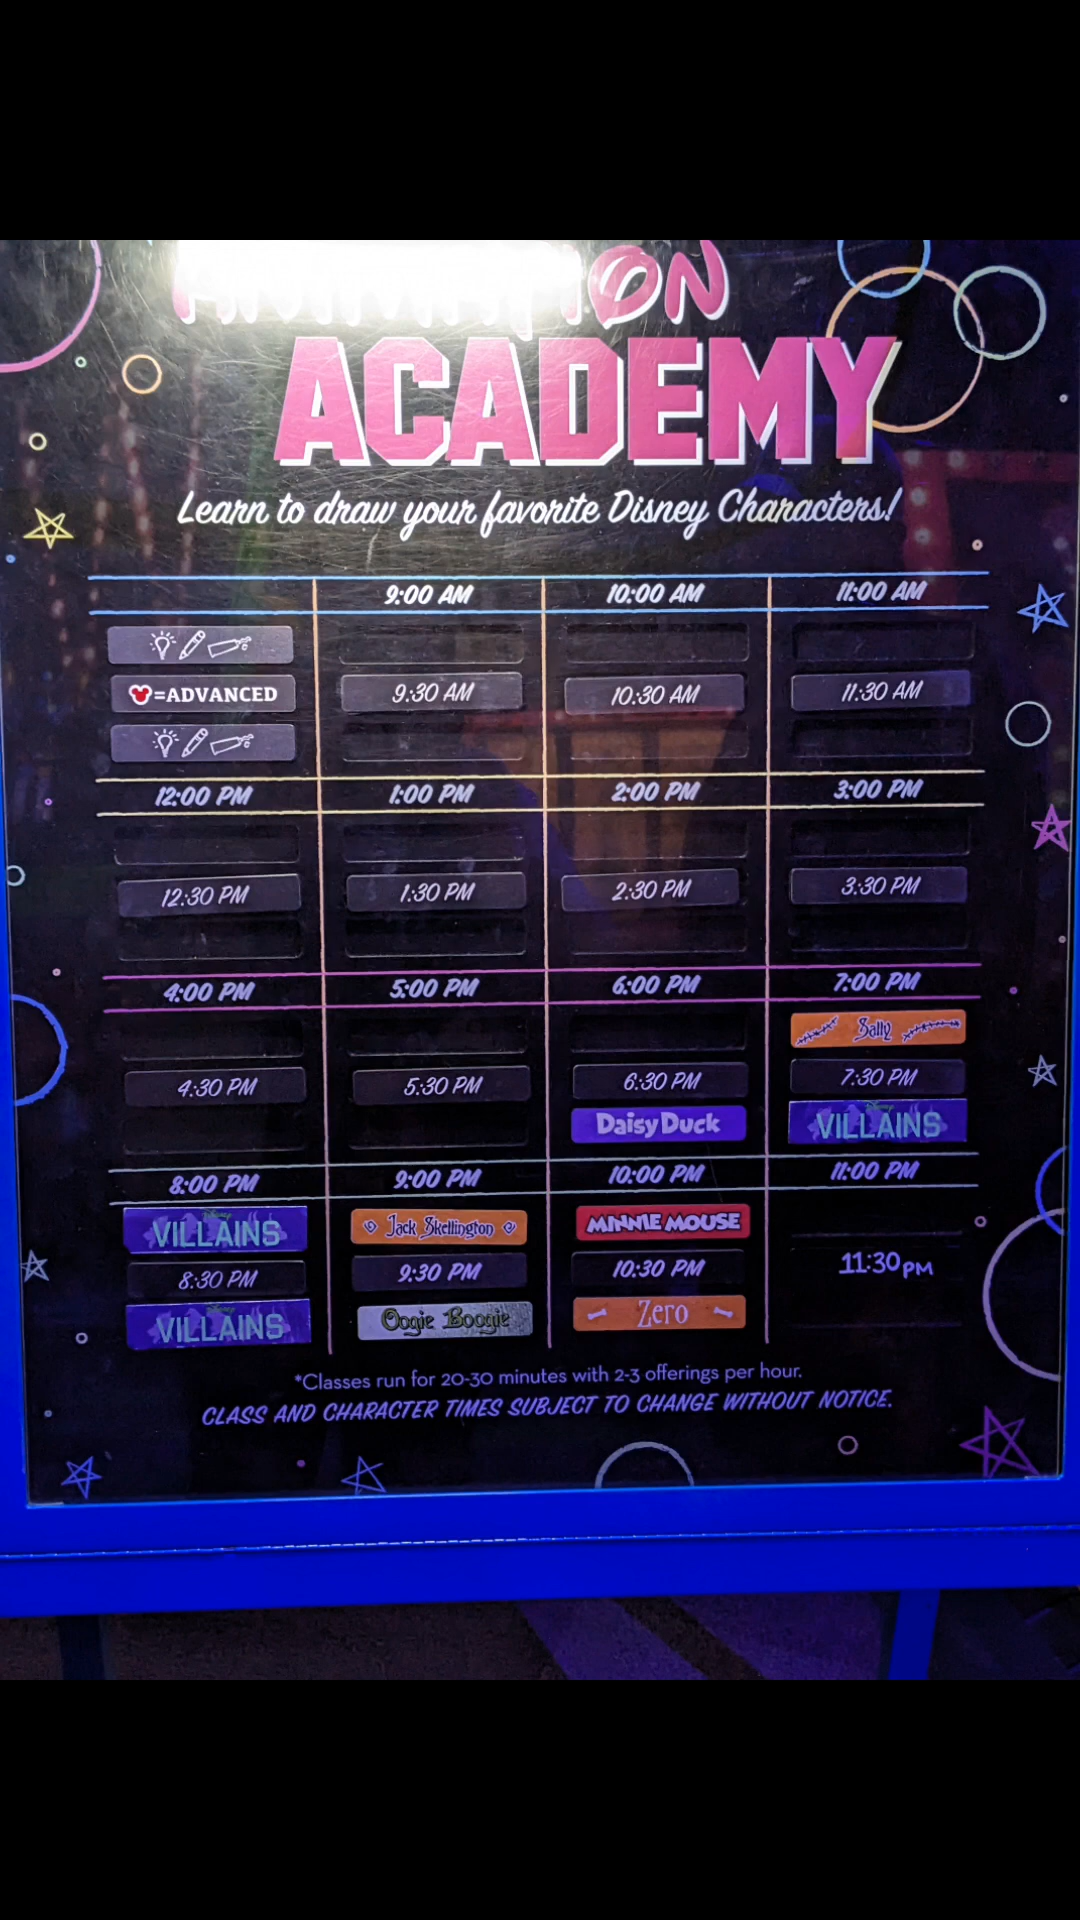 ANIMATION
ACADEMY
Learn to draw your favorite Disney Characters!
9:00 AM 10:00 AM 11:00 AM
=ADVANCED 9:30 AM 10:30 AM 11:30 AM
12:00 PM 1:00 PM 2:00 PM 3:00 PM
12:30 PM 1:30 PM 2:30 PM 3:30 PM
4:00 PM 5:00 PM 6:00 PM 7:00 PM
Sally
4:30 PM 5:30 PM 6:30 PM 7:30 PM
Daisy Duck Disney VILLAINS
8:00 PM 9:00 PM 10:00 PM 11:00 PM
Disney VILLAINS Jack Skellington MINNIE MOUSE
8:30 PM 9:30 PM 10:30 PM 11:30 PM
Disney VILLAINS Oogie Boogie Zero
*Classes run for 20-30 minutes with 2-3 offerings per hour.
CLASS AND CHARACTER TIMES SUBJECT TO CHANGE WITHOUT NOTICE.